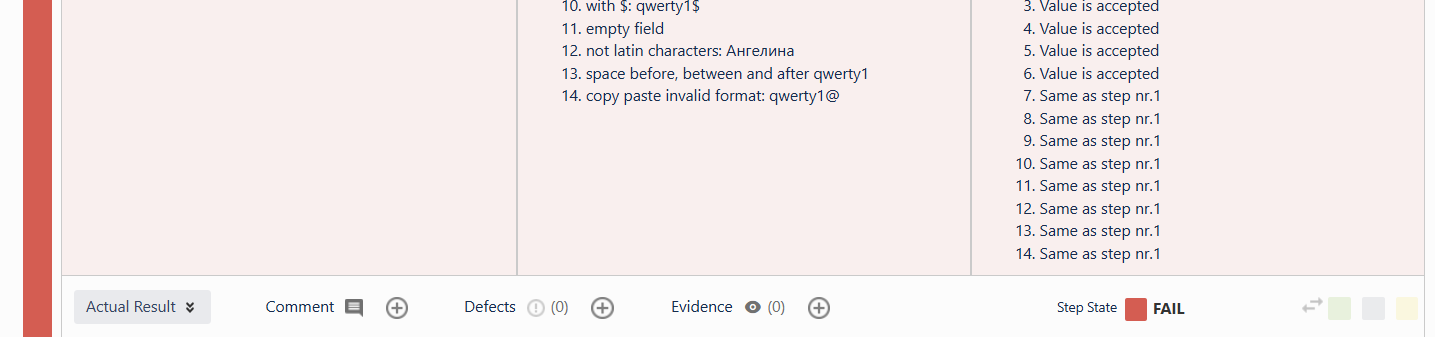 10. with $: qwerty1$
11. empty field
12. not latin characters: Ангелина
13. space before, between and after qwerty1
14. copy paste invalid format: qwerty1@
3. Value is accepted
4. Value is accepted
5. Value is accepted
6. Value is accepted
7. Same as step nr.1
8. Same as step nr.1
9. Same as step nr.1
10. Same as step nr.1
11. Same as step nr.1
12. Same as step nr.1
13. Same as step nr.1
14. Same as step nr.1
Actual Result Comment Defects (0) Evidence (0) Step State FAIL